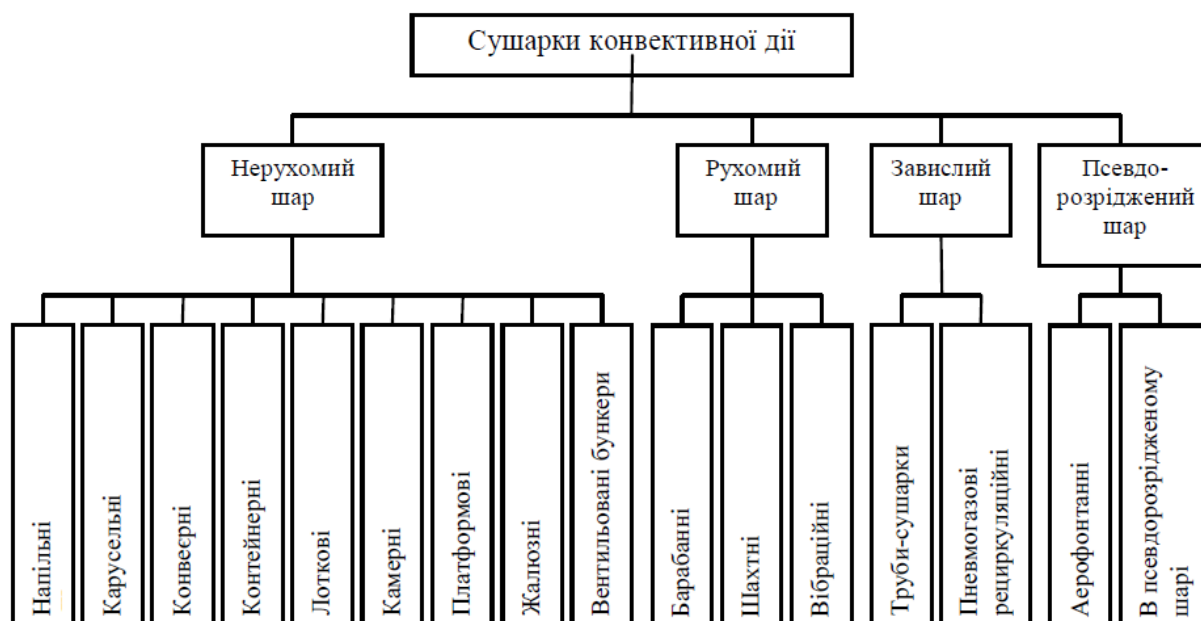 Сушарки конвективної дії
Нерухомий
шар
Рухомий
шар
Завислий
шар
Псевдо-
розріджений
шар
Напільні
Карусельні
Конвеєрні
Контейнерні
Лоткові
Камерні
Платформові
Жалюзні
Вентильовані бункери
Барабанні
Шахтні
Вібраційні
Труби-сушарки
Пневмогазові
рециркуляційні
Аерофонтанні
В псевдорозрідженому
шарі